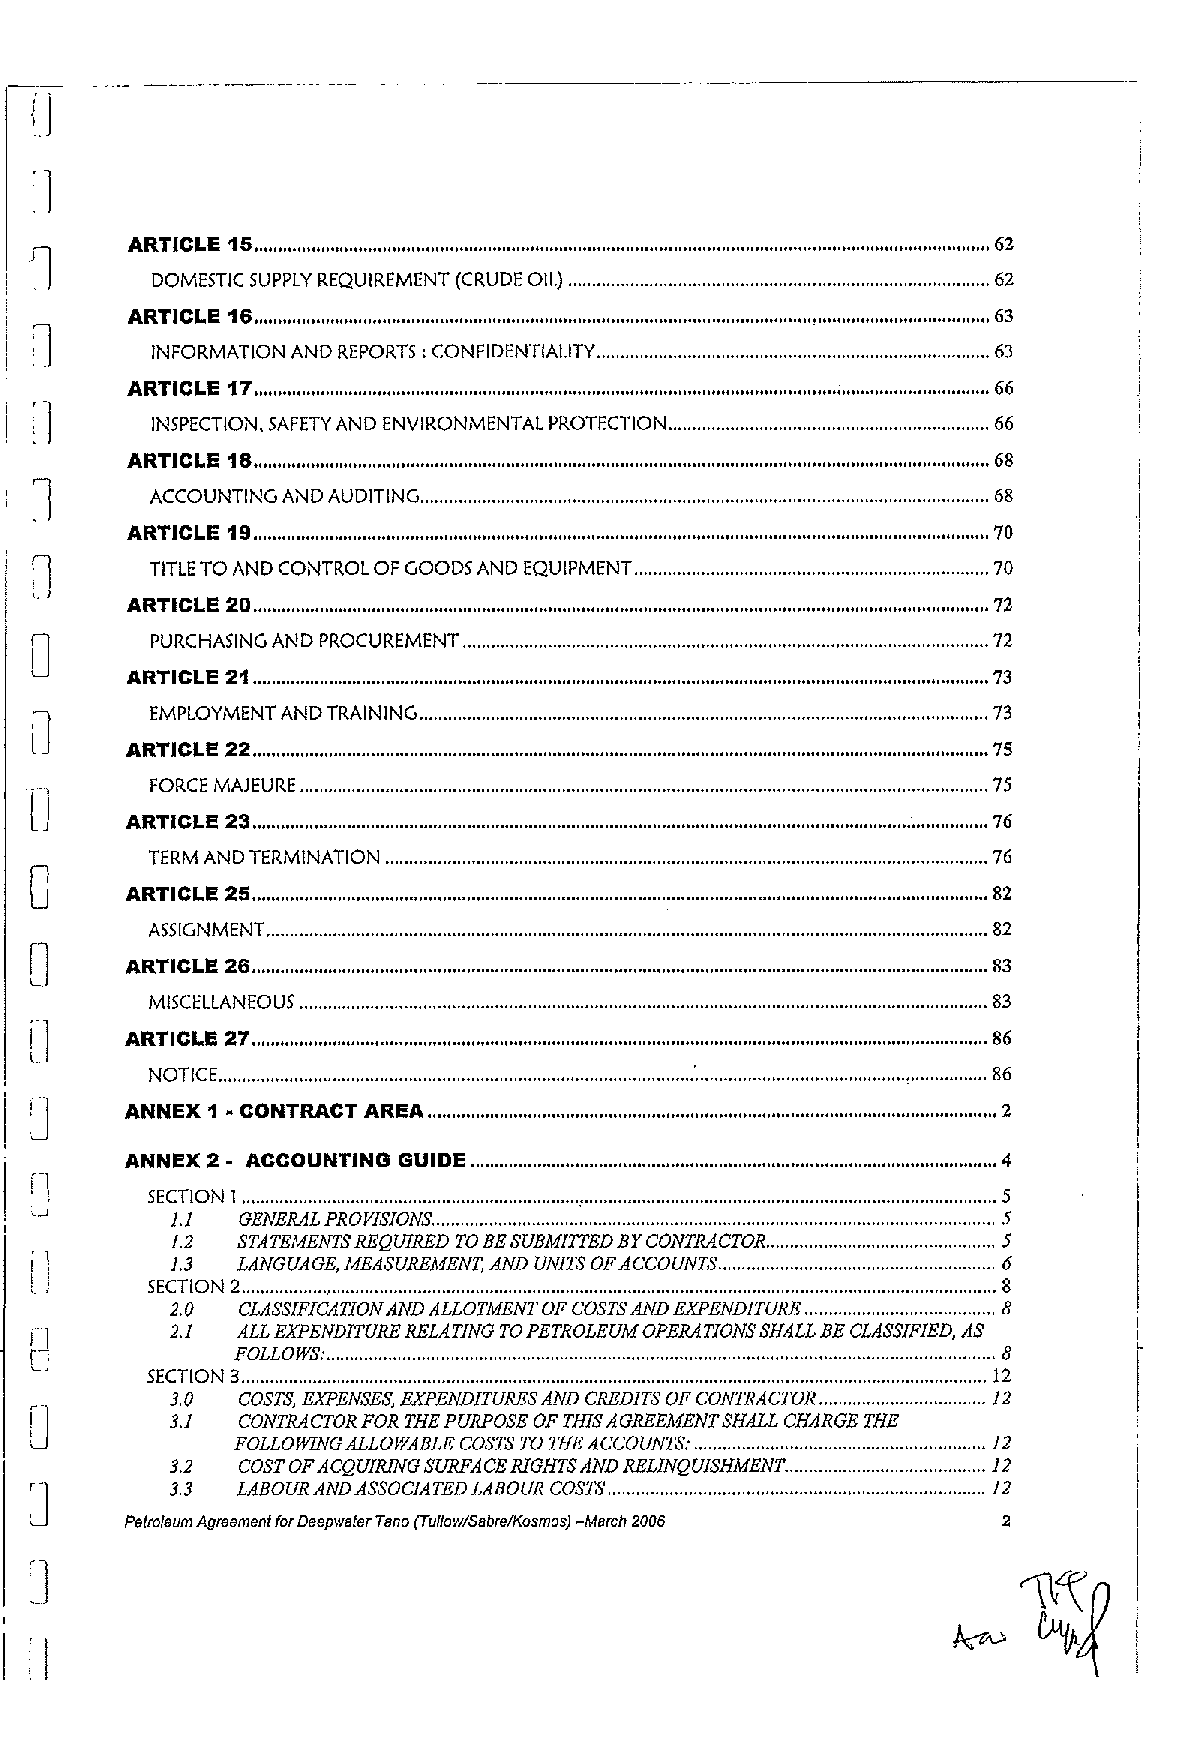 ARTICLE 15 62
DOMESTIC SUPPLY REQUIREMENT (CRUDE OIL) 62
ARTICLE 16 63
INFORMATION AND REPORTS : CONFIDENTIALITY 63
ARTICLE 17 66
INSPECTION, SAFETY AND ENVIRONMENTAL PROTECTION 66
ARTICLE 18 68
ACCOUNTING AND AUDITING 68
ARTICLE 19 70
TITLE TO AND CONTROL OF GOODS AND EQUIPMENT 70
ARTICLE 20 72
PURCHASING AND PROCUREMENT 72
ARTICLE 21 73
EMPLOYMENT AND TRAINING 73
ARTICLE 22 75
FORCE MAJEURE 75
ARTICLE 23 76
TERM AND TERMINATION 76
ARTICLE 25 82
ASSIGNMENT 82
ARTICLE 26 83
MISCELLANEOUS 83
ARTICLE 27 86
NOTICE 86
ANNEX 1 - CONTRACT AREA 2
ANNEX 2 - ACCOUNTING GUIDE 4
SECTION 1 5
1.1 GENERAL PROVISIONS 5
1.2 STATEMENTS REQUIRED TO BE SUBMITTED BY CONTRACTOR 5
1.3 LANGUAGE, MEASUREMENT, AND UNITS OF ACCOUNTS 6
SECTION 2 8
2.0 CLASSIFICATION AND ALLOTMENT OF COSTS AND EXPENDITURE 8
2.1 ALL EXPENDITURE RELATING TO PETROLEUM OPERATIONS SHALL BE CLASSIFIED, AS
FOLLOWS: 8
SECTION 3 12
3.0 COSTS, EXPENSES, EXPENDITURES AND CREDITS OF CONTRACTOR 12
3.1 CONTRACTOR FOR THE PURPOSE OF THIS AGREEMENT SHALL CHARGE THE
FOLLOWING ALLOWABLE COSTS TO THE ACCOUNTS: 12
3.2 COST OF ACQUIRING SURFACE RIGHTS AND RELINQUISHMENT 12
3.3 LABOUR AND ASSOCIATED LABOUR COSTS 12
Petroleum Agreement for Deepwater Tano (Tullow/Sabre/Kosmos) –March 2006 2